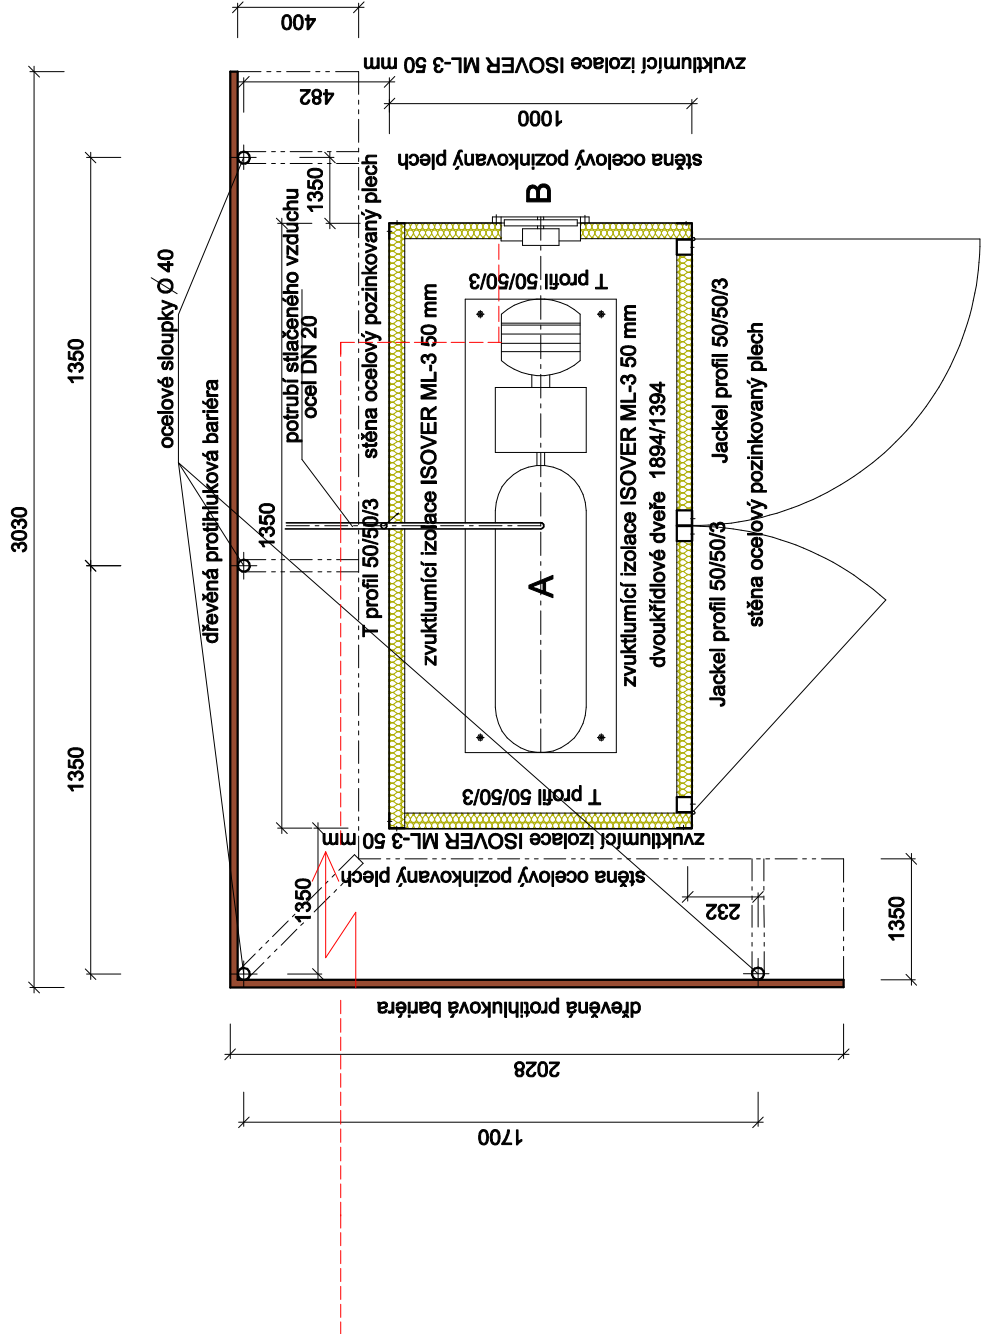 3030
1350
1350
ocelové sloupky Ø 40
dřevěná protihluková bariéra
400
482
1350
1350
potrubí stlačeného vzduchu
ocel DN 20
1350
T profil 50/50/3
stěna ocelový pozinkovaný plech
zvuktlumící izolace ISOVER ML-3 50 mm
zvuktlumící izolace ISOVER ML-3 50 mm
stěna ocelový pozinkovaný plech
1000
B
T profil 50/50/3
A
T profil 50/50/3
zvuktlumící izolace ISOVER ML-3 50 mm
dvoukřídlové dveře 1894/1394
Jackel profil 50/50/3
Jackel profil 50/50/3
stěna ocelový pozinkovaný plech
zvuktlumící izolace ISOVER ML-3 50 mm
stěna ocelový pozinkovaný plech
232
1350
dřevěná protihluková bariéra
2028
1700